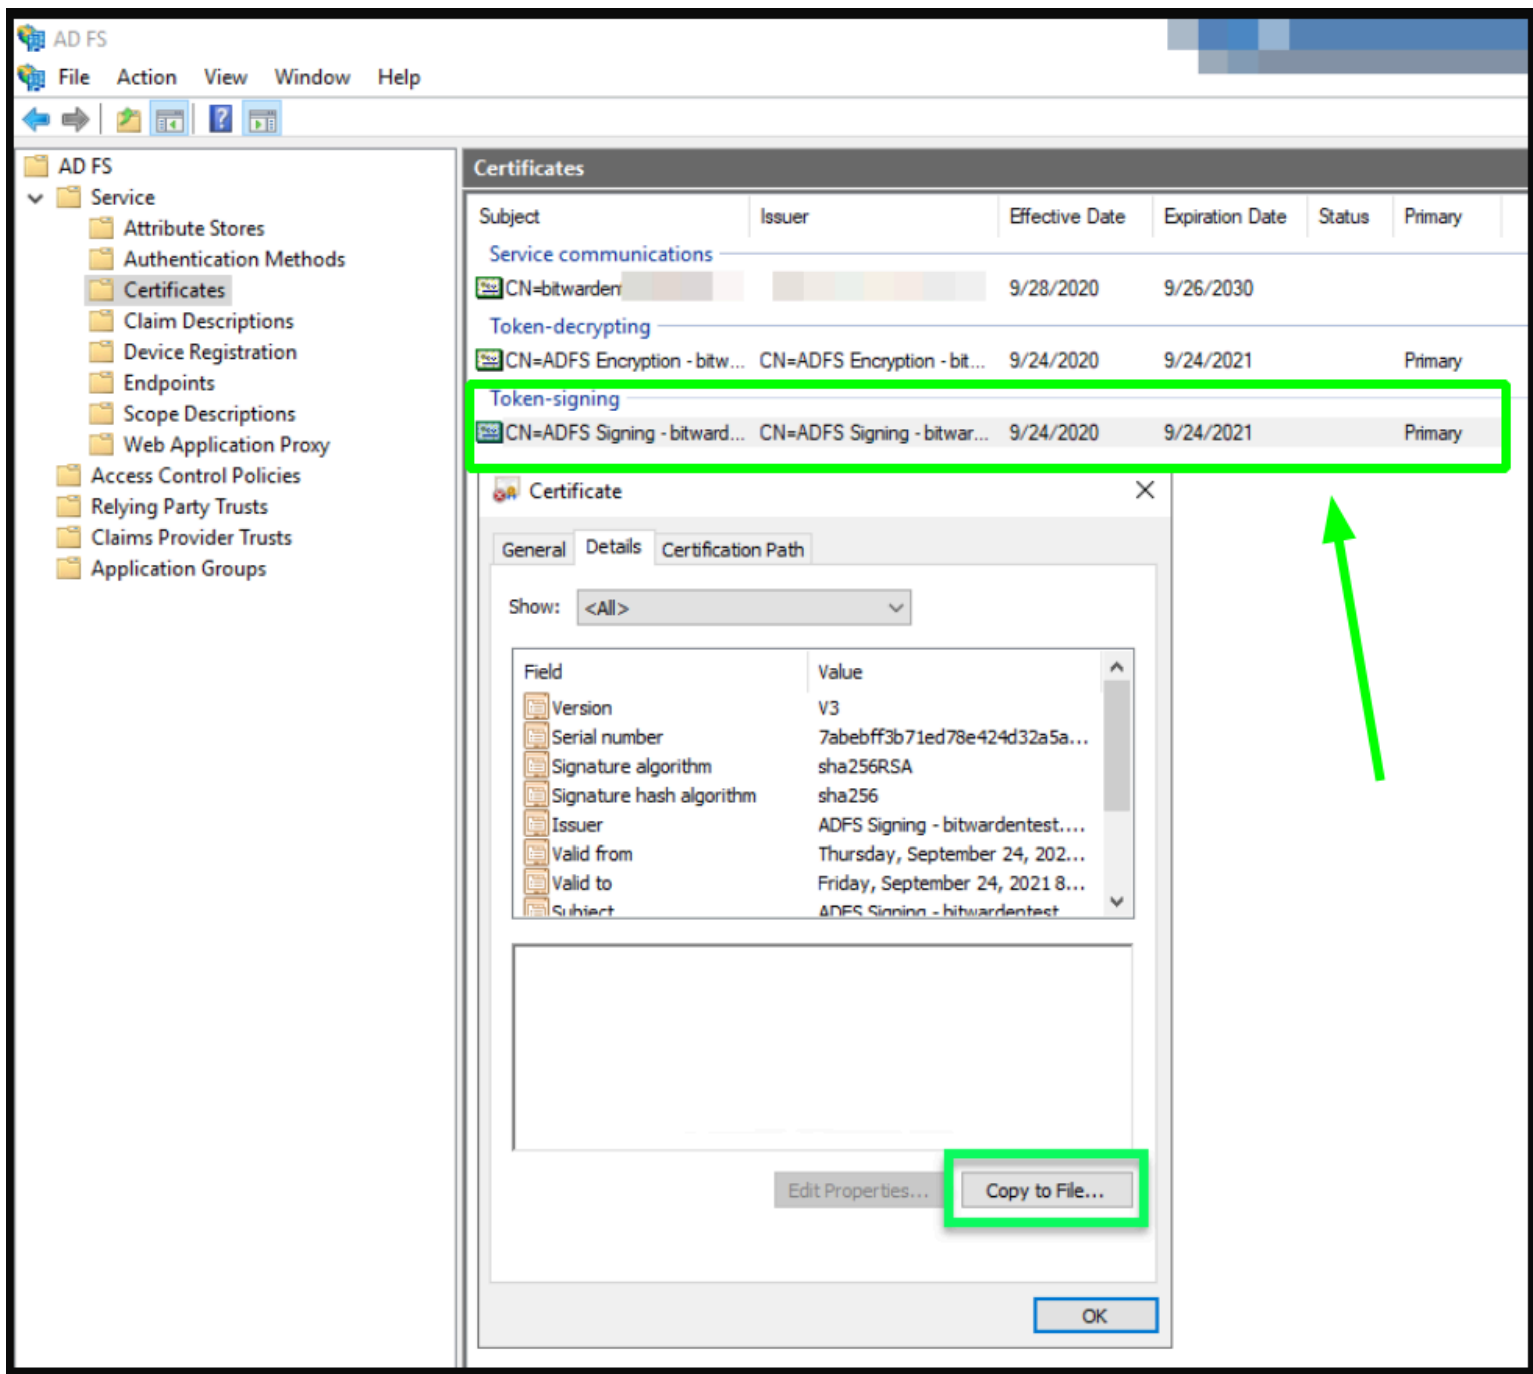 AD FS
File Action View Window Help
AD FS
Service
Attribute Stores
Authentication Methods
Certificates
Claim Descriptions
Device Registration
Endpoints
Scope Descriptions
Web Application Proxy
Access Control Policies
Relying Party Trusts
Claims Provider Trusts
Application Groups
Certificates
Subject Issuer Effective Date Expiration Date Status Primary
Service communications
CN=bitwarden 9/28/2020 9/26/2030
Token-decrypting
CN=ADFS Encryption - bitw... CN=ADFS Encryption - bit... 9/24/2020 9/24/2021 Primary
Token-signing
CN=ADFS Signing - bitward... CN=ADFS Signing - bitwar... 9/24/2020 9/24/2021 Primary
Certificate
General Details Certification Path
Show: <All>
Field Value
Version V3
Serial number 7abebff3b71ed78e424d32a5a...
Signature algorithm sha256RSA
Signature hash algorithm sha256
Issuer ADFS Signing - bitwardentest....
Valid from Thursday, September 24, 202...
Valid to Friday, September 24, 2021 8...
Subject ADFS Signing - bitwardentest
Edit Properties... Copy to File...
OK